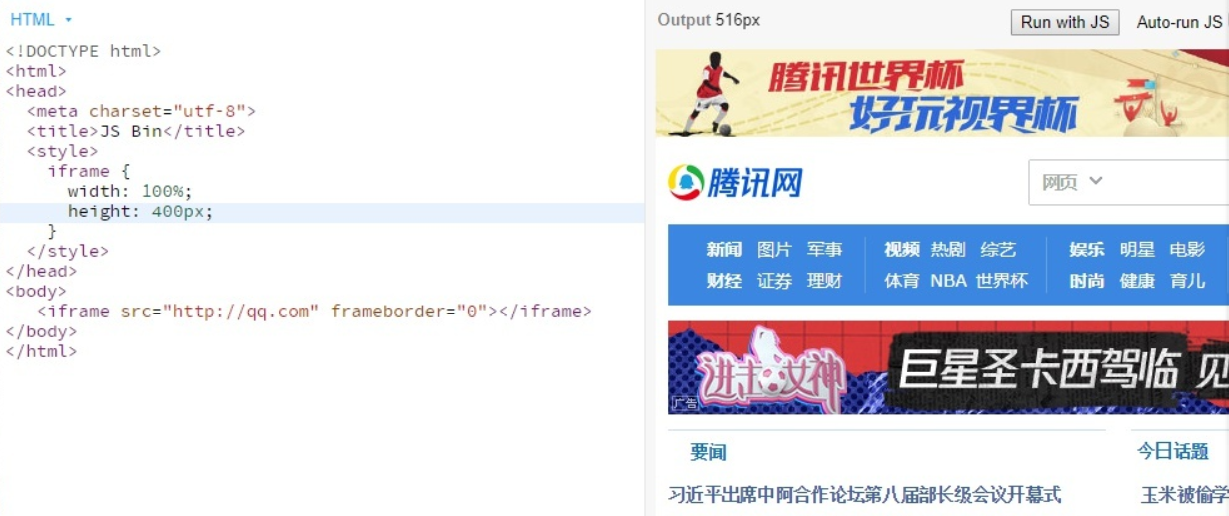 HTML
<!DOCTYPE html>
<html>
<head>
<meta charset="utf-8">
<title>JS Bin</title>
<style>
iframe {
width: 100%;
height: 400px;
}
</style>
</head>
<body>
<iframe src="http://qq.com" frameborder="0"></iframe>
</body>
</html>
Output 516px
Run with JS
Auto-run JS
腾讯世界杯
好玩视界杯
腾讯网
网页
新闻 图片 军事 视频 热剧 综艺 娱乐 明星 电影
财经 证券 理财 体育 NBA 世界杯 时尚 健康 育儿
进击女神
巨星圣卡西驾临 见
广告
要闻
今日话题
习近平出席中阿合作论坛第八届部长级会议开幕式
玉米被偷学